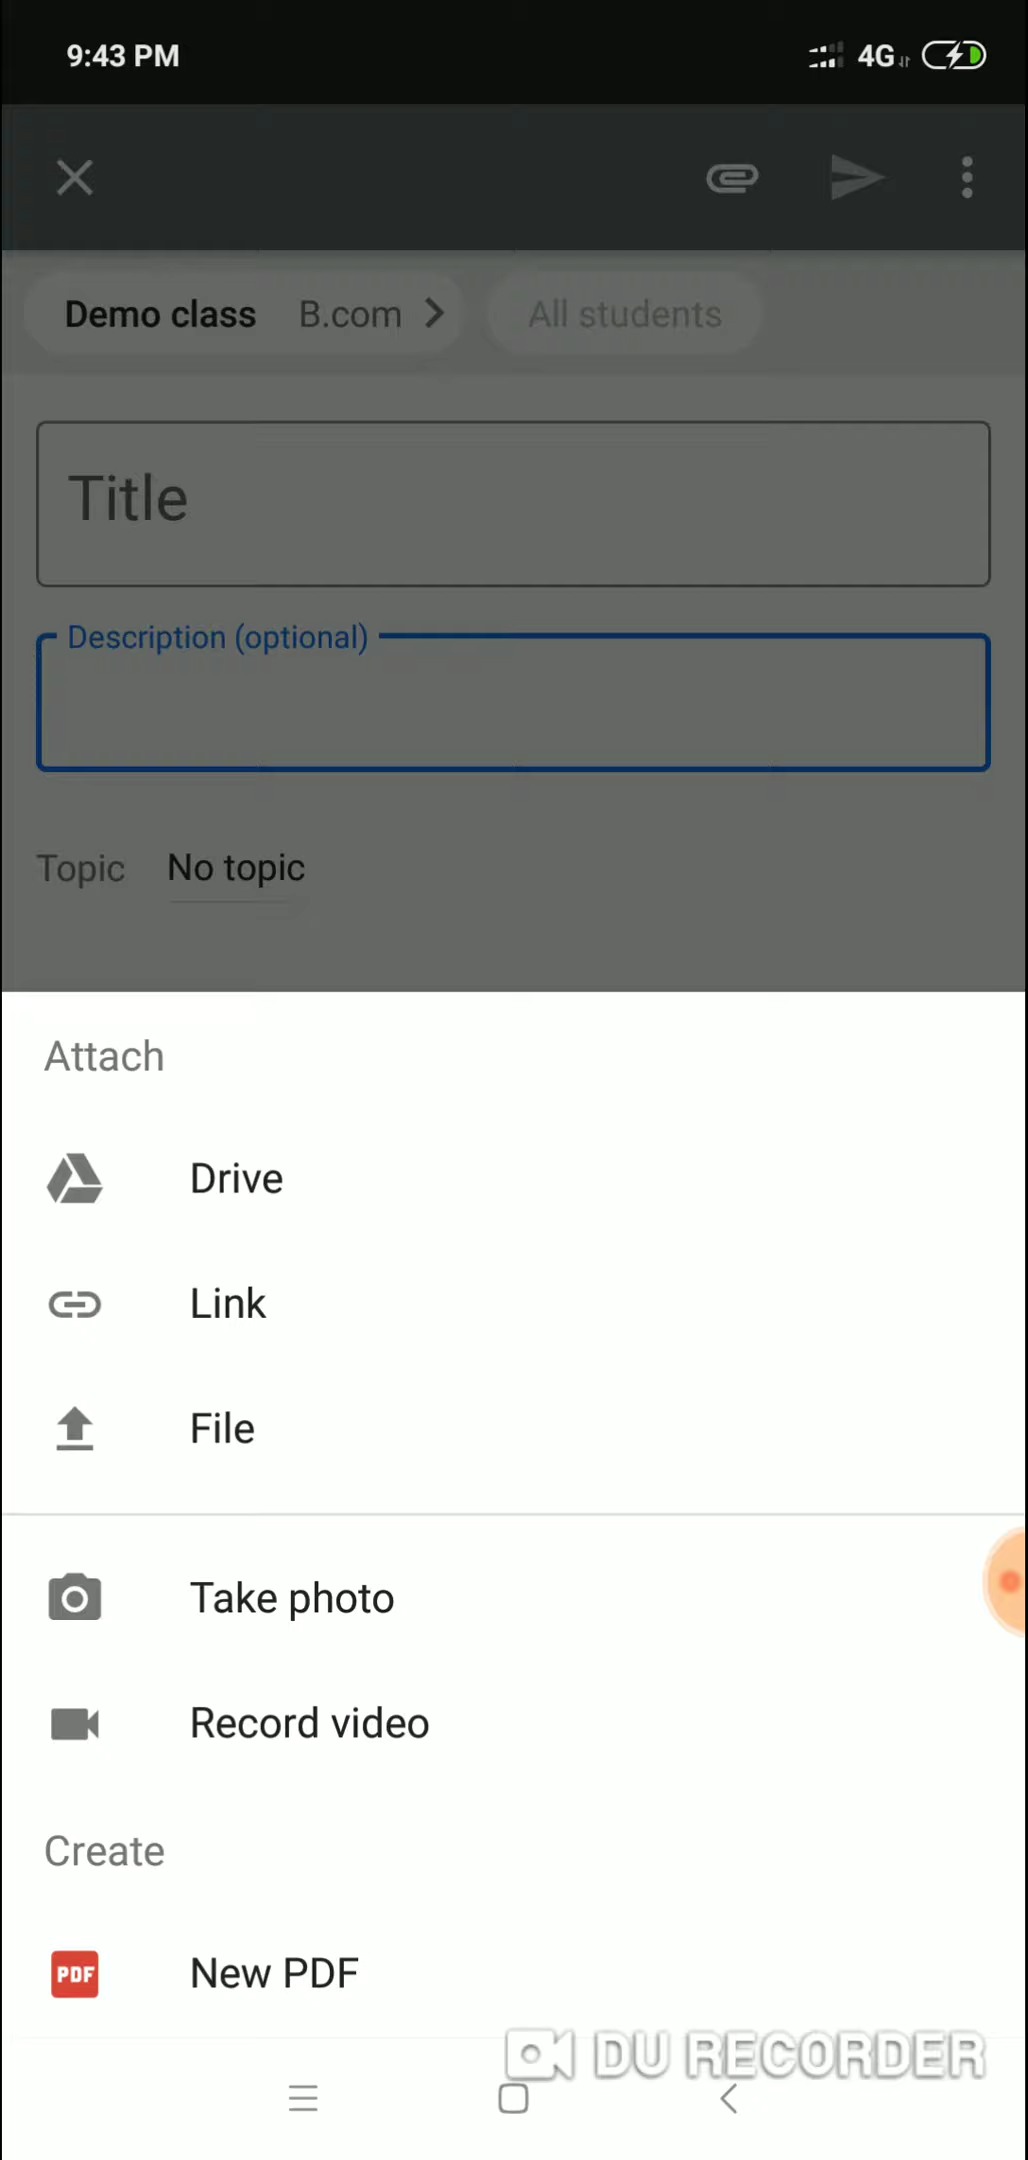 9:43 PM 4G
Demo class B.com All students
Title
Description (optional)
Topic No topic
Attach
Drive
Link
File
Take photo
Record video
Create
PDF New PDF
DU RECORDER